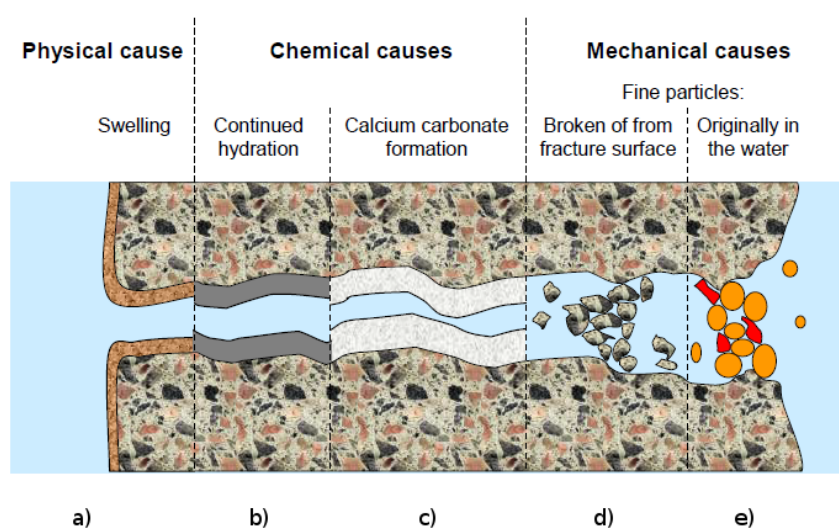 Physical cause
Chemical causes
Mechanical causes
Fine particles:
Swelling
Continued
hydration
Calcium carbonate
formation
Broken of from
fracture surface
Originally in
the water
a)
b)
c)
d)
e)